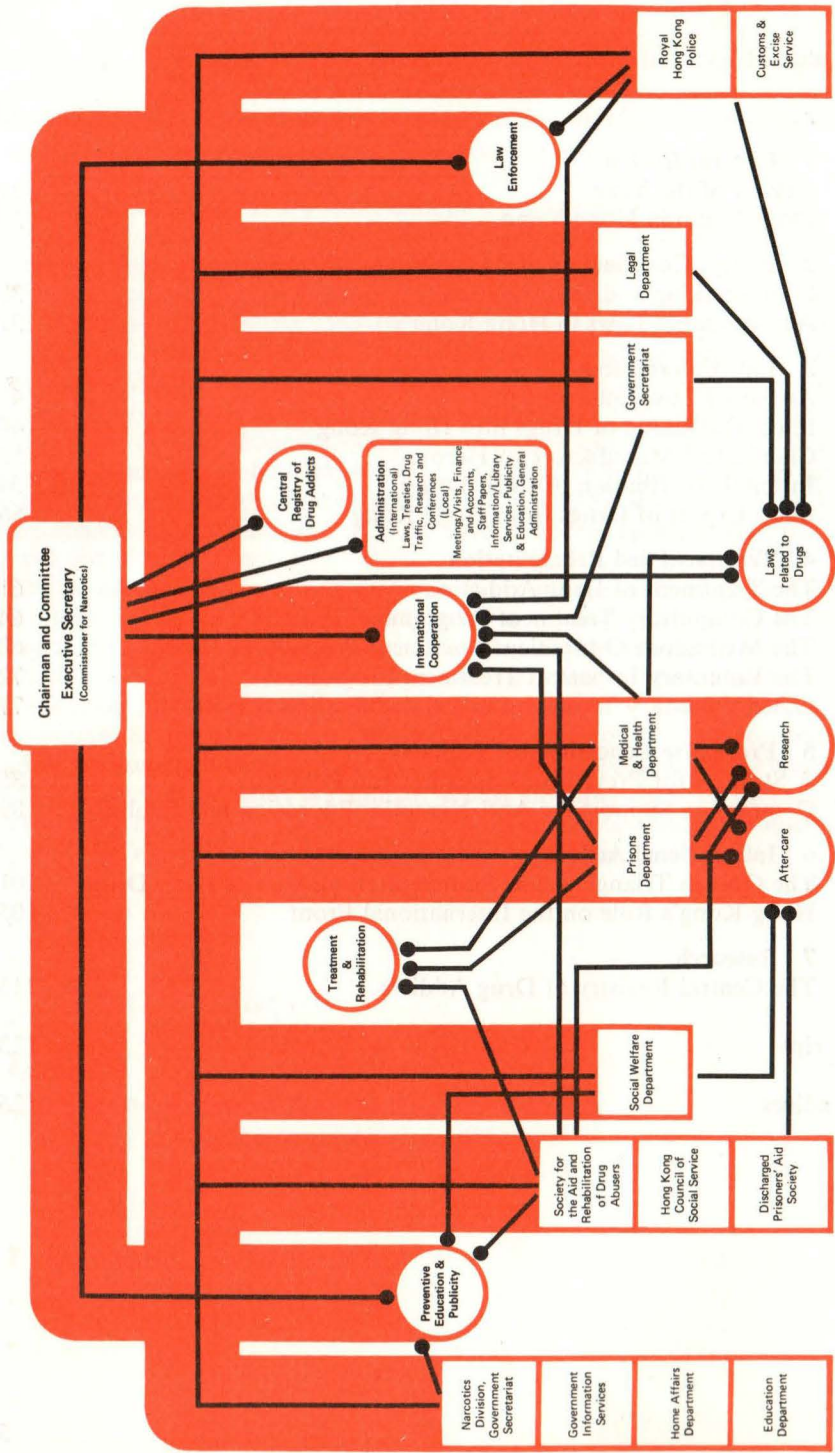 Chairman and Committee
Executive Secretary
(Commissioner for Narcotics)
Central
Registry of
Drug Addicts
Administration
(International)
Laws, Treaties, Drug
Traffic, Research and
Conferences
(Local)
Meetings/Visits, Finance
and Accounts,
Staff Papers,
Information/Library
Services, Publicity
& Education, General
Administration
Preventive
Education &
Publicity
Treatment
&
Rehabilitation
International
Cooperation
Law
Enforcement
Narcotics
Division,
Government
Secretariat
Government
Information
Services
Home Affairs
Department
Education
Department
Society for
the Aid and
Rehabilitation
of Drug
Abusers
Hong Kong
Council of
Social Service
Discharged
Prisoners' Aid
Society
Social Welfare
Department
Prisons
Department
Medical
& Health
Department
Government
Secretariat
Legal
Department
Royal
Hong Kong
Police
Customs &
Excise
Service
After-care
Research
Laws
related to
Drugs